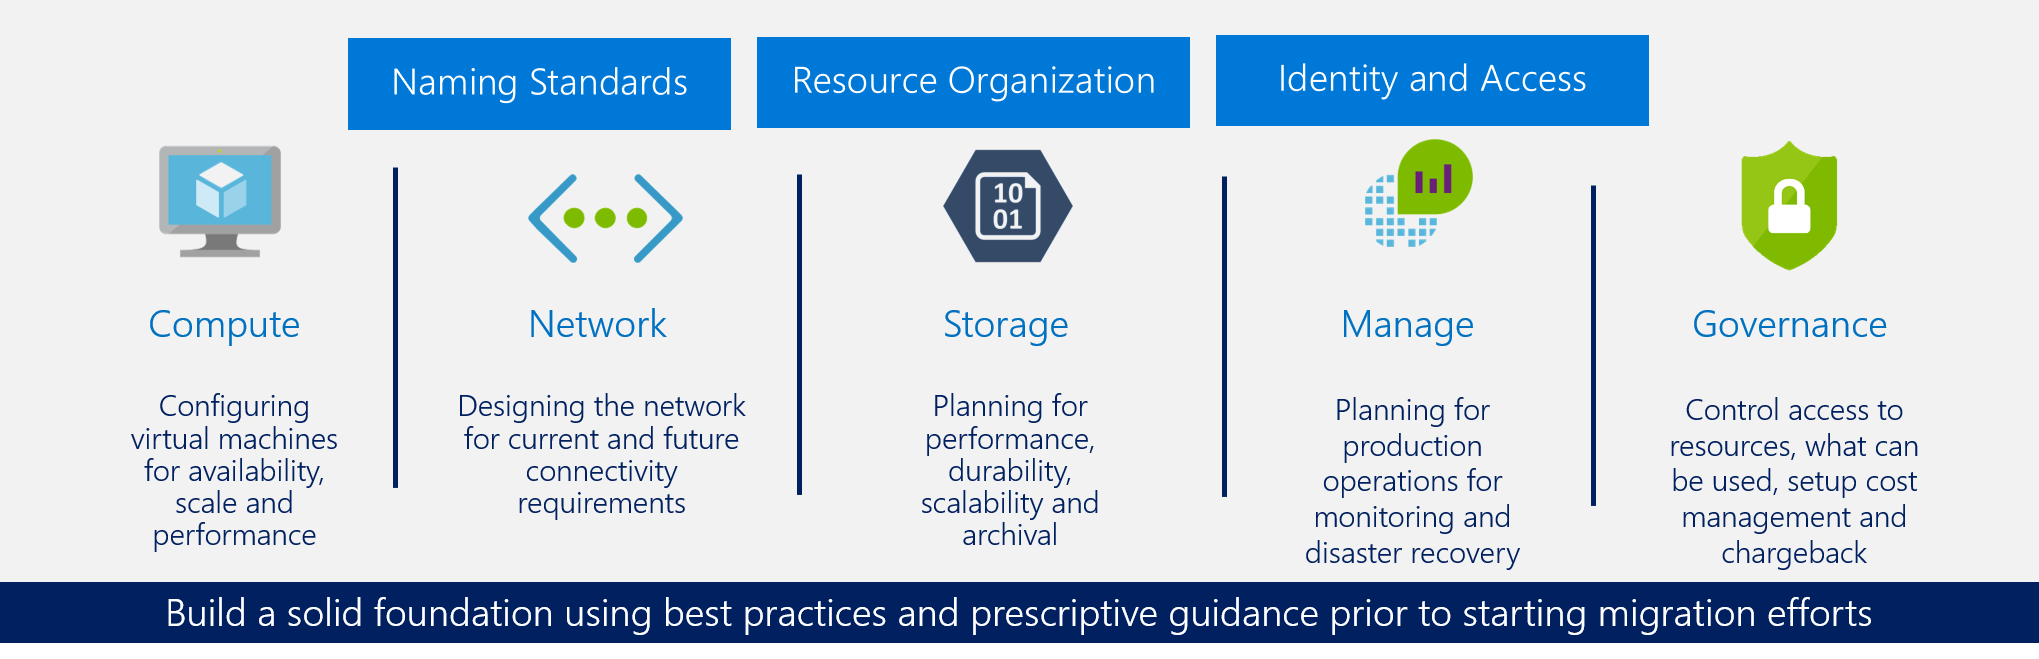 Naming Standards
Resource Organization
Identity and Access
10
01
Compute
Configuring
virtual machines
for availability,
scale and
performance
Network
Designing the network
for current and future
connectivity
requirements
Storage
Planning for
performance,
durability,
scalability and
archival
Manage
Planning for
production
operations for
monitoring and
disaster recovery
Governance
Control access to
resources, what can
be used, setup cost
management and
chargeback
Build a solid foundation using best practices and prescriptive guidance prior to starting migration efforts